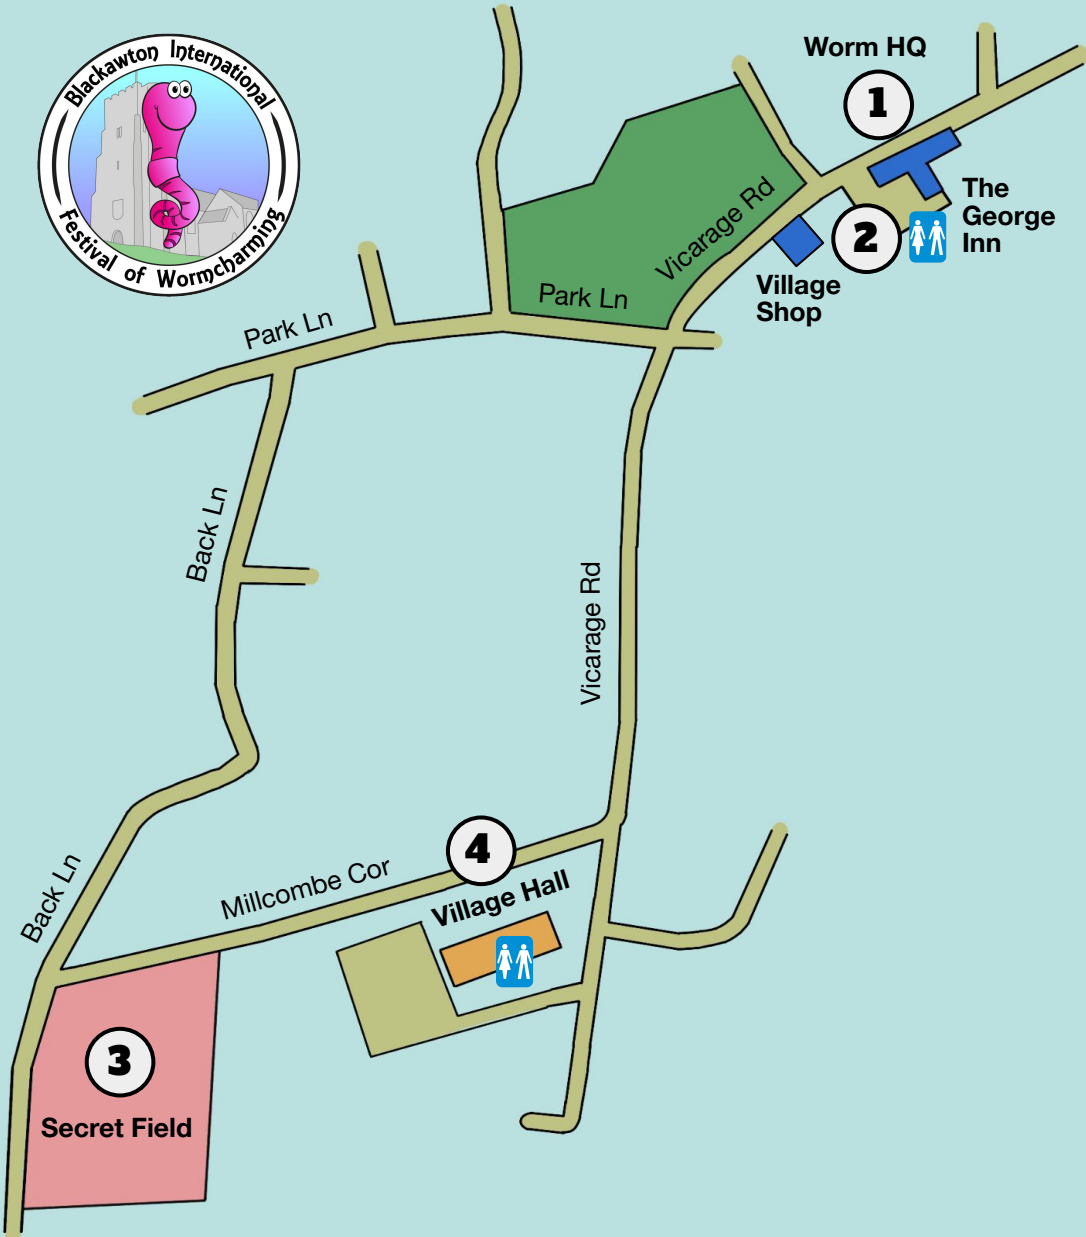 Blackawton International
Festival of Wormcharming
Worm HQ
1
The
George
Inn
2
Vicarage Rd
Village
Shop
Park Ln
Park Ln
Back Ln
Vicarage Rd
4
Back Ln
Millcombe Cor
Village Hall
3
Secret Field